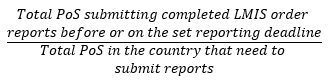 Total PoS submitting completed LMIS order
reports before or on the set reporting deadline
Total PoS in the country that need to
submit reports